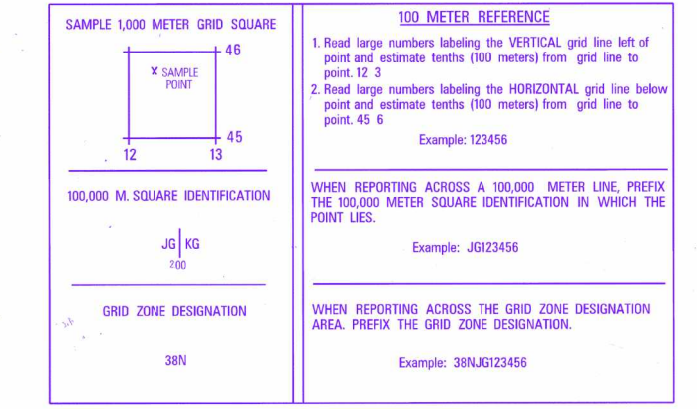 SAMPLE 1,000 METER GRID SQUARE
46
X SAMPLE
POINT
45
12 13
100,000 M. SQUARE IDENTIFICATION
JG KG
200
GRID ZONE DESIGNATION
38N
100 METER REFERENCE
1. Read large numbers labeling the VERTICAL grid line left of
point and estimate tenths (100 meters) from grid line to
point. 12 3
2. Read large numbers labeling the HORIZONTAL grid line below
point and estimate tenths (100 meters) from grid line to
point. 45 6
Example: 123456
WHEN REPORTING ACROSS A 100,000 METER LINE, PREFIX
THE 100,000 METER SQUARE IDENTIFICATION IN WHICH THE
POINT LIES.
Example: JG123456
WHEN REPORTING ACROSS THE GRID ZONE DESIGNATION
AREA. PREFIX THE GRID ZONE DESIGNATION.
Example: 38NJG123456